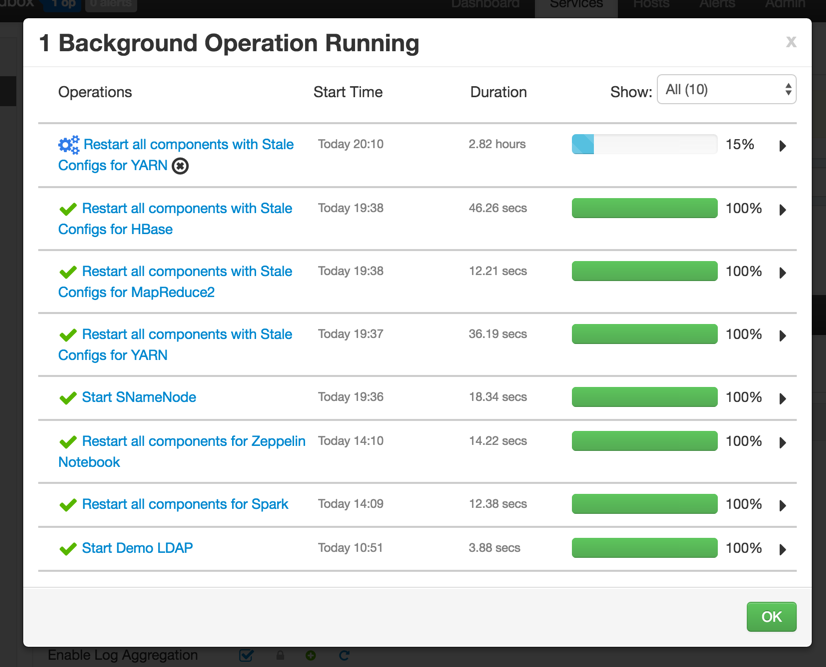 1 op
0 alerts
Dashboard
Services
Hosts
Alerts
Admin
1 Background Operation Running
x
Operations
Start Time
Duration
Show:
All (10)
Restart all components with Stale
Configs for YARN
Today 20:10
2.82 hours
15%
Restart all components with Stale
Configs for HBase
Today 19:38
46.26 secs
100%
Restart all components with Stale
Configs for MapReduce2
Today 19:38
12.21 secs
100%
Restart all components with Stale
Configs for YARN
Today 19:37
36.19 secs
100%
Start SNameNode
Today 19:36
18.34 secs
100%
Restart all components for Zeppelin
Notebook
Today 14:10
14.22 secs
100%
Restart all components for Spark
Today 14:09
12.38 secs
100%
Start Demo LDAP
Today 10:51
3.88 secs
100%
OK
Enable Log Aggregation